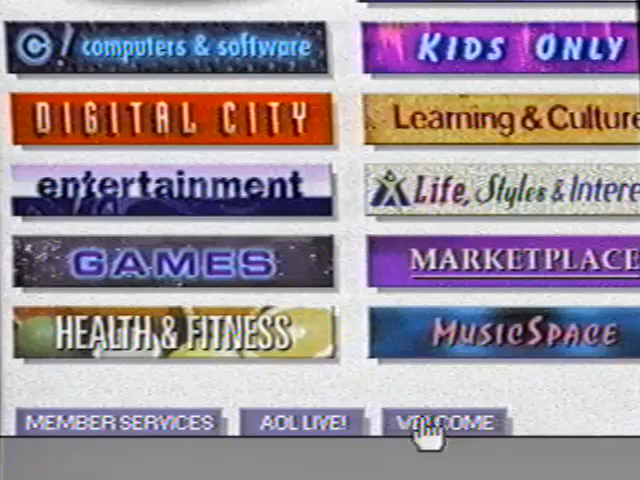 C! computers & software
KIDS ONLY
DIGITAL CITY
Learning & Culture
entertainment
Life, Styles & Intere
GAMES
MARKETPLACE
HEALTH & FITNESS
MUSICSPACE
MEMBER SERVICES
AOL LIVE!
WELCOME